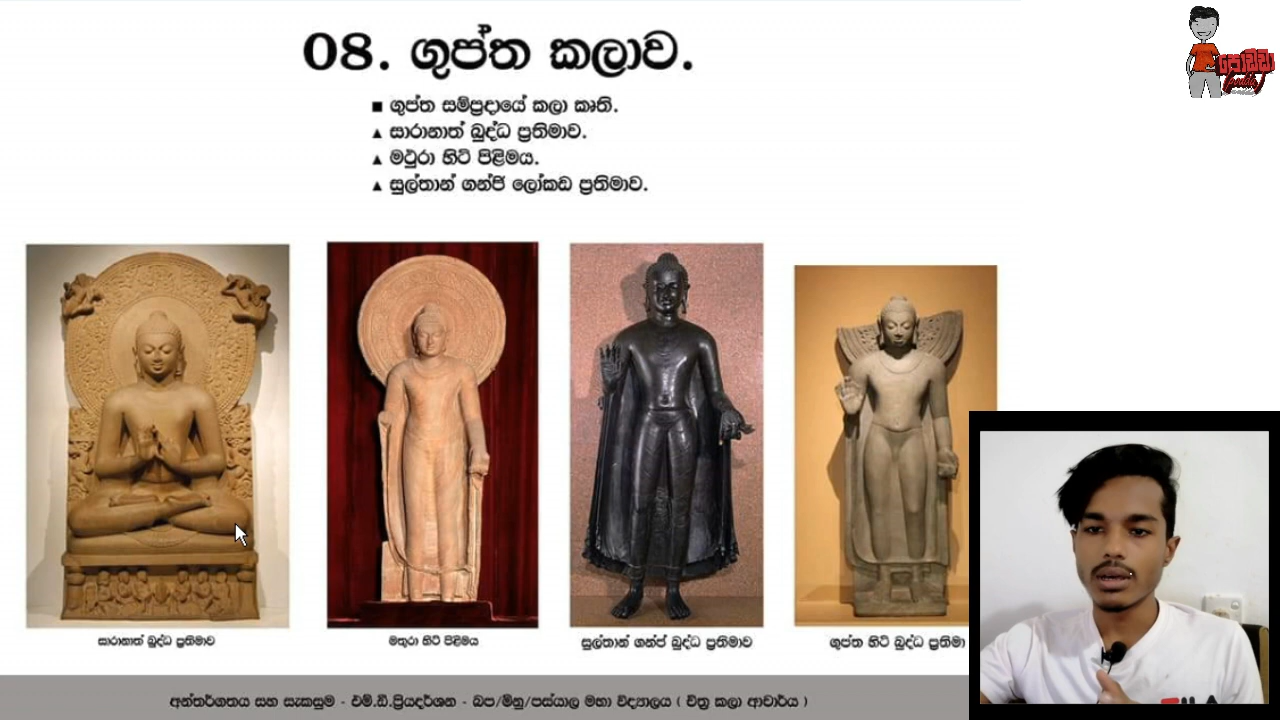 08. ගුප්ත කලාව.
■ ගුප්ත සම්ප්‍රදායේ කලා කෘති.
▲ සාරානාත් බුද්ධ ප්‍රතිමාව.
▲ මථුරා හිටි පිළිමය.
▲ සුල්තාන් ගන්ජි ලෝකඩ ප්‍රතිමාව.
සාරානාත් බුද්ධ ප්‍රතිමාව
මතුරා හිටි පිළිමය
සුල්තාන් ගන්ජ් බුද්ධ ප්‍රතිමාව
ගුප්ත හිටි බුද්ධ ප්‍රතිමා
අන්තර්ගතය සහ සැකසුම - එම්.ඩී.ප්‍රියදර්ශන - බප/මිනු/පස්යාල මහා විද්‍යාලය ( චිත්‍ර කලා ආචාර්ය )